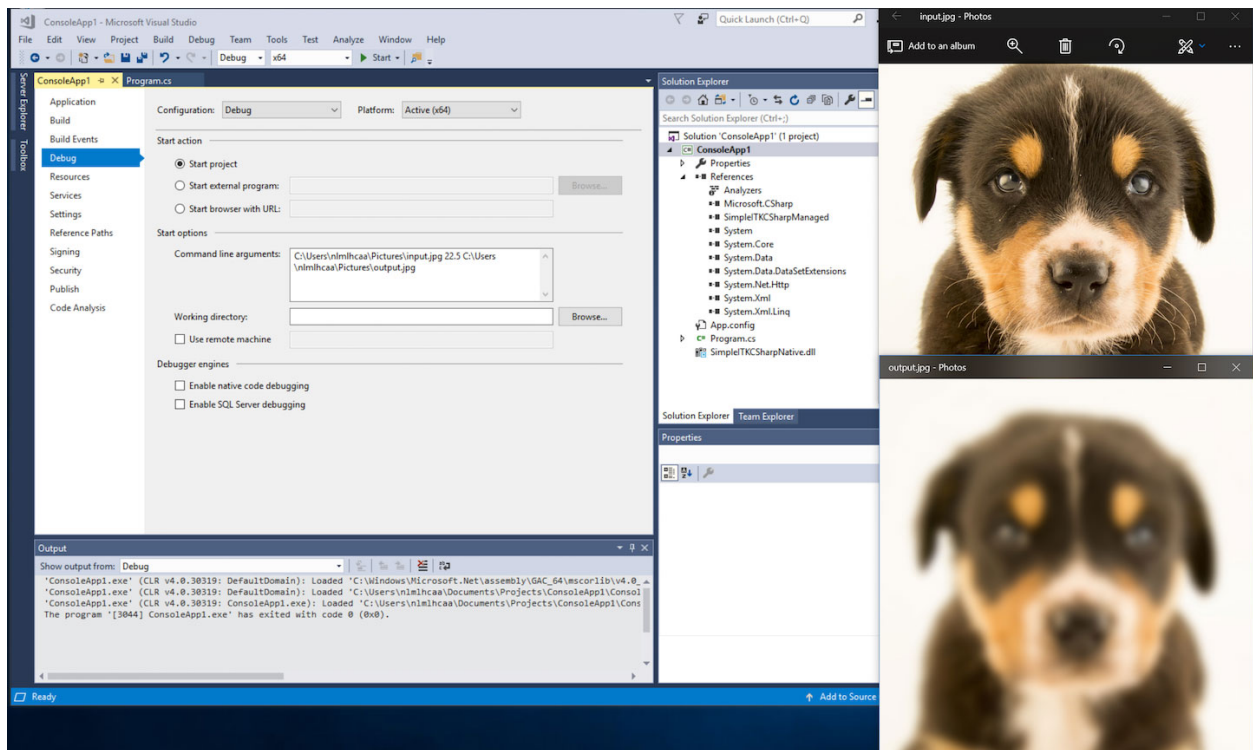 ConsoleApp1 - Microsoft Visual Studio
Quick Launch (Ctrl+Q)
File Edit View Project Build Debug Team Tools Test Analyze Window Help
Debug x64 Start
Server Explorer
Toolbox
ConsoleApp1 Program.cs
Application
Build
Build Events
Debug
Resources
Services
Settings
Reference Paths
Signing
Security
Publish
Code Analysis
Configuration: Debug Platform: Active (x64)
Start action
Start project
Start external program: Browse...
Start browser with URL:
Start options
Command line arguments: C:\Users\nlmlhcaa\Pictures\input.jpg 22.5 C:\Users
\nlmlhcaa\Pictures\output.jpg
Working directory: Browse...
Use remote machine
Debugger engines
Enable native code debugging
Enable SQL Server debugging
Output
Show output from: Debug
'ConsoleApp1.exe' (CLR v4.0.30319: DefaultDomain): Loaded 'C:\Windows\Microsoft.Net\assembly\GAC_64\mscorlib\v4.0_
'ConsoleApp1.exe' (CLR v4.0.30319: DefaultDomain): Loaded 'C:\Users\nlmlhcaa\Documents\Projects\ConsoleApp1\Consol
'ConsoleApp1.exe' (CLR v4.0.30319: ConsoleApp1.exe): Loaded 'C:\Users\nlmlhcaa\Documents\Projects\ConsoleApp1\Cons
The program '[3044] ConsoleApp1.exe' has exited with code 0 (0x0).
Ready
Add to Source
Solution Explorer
Search Solution Explorer (Ctrl+;)
Solution 'ConsoleApp1' (1 project)
ConsoleApp1
Properties
References
Analyzers
Microsoft.CSharp
SimpleITKCSharpManaged
System
System.Core
System.Data
System.Data.DataSetExtensions
System.Net.Http
System.Xml
System.Xml.Linq
App.config
Program.cs
SimpleITKCSharpNative.dll
Solution Explorer Team Explorer
Properties
input.jpg - Photos
Add to an album
output.jpg - Photos